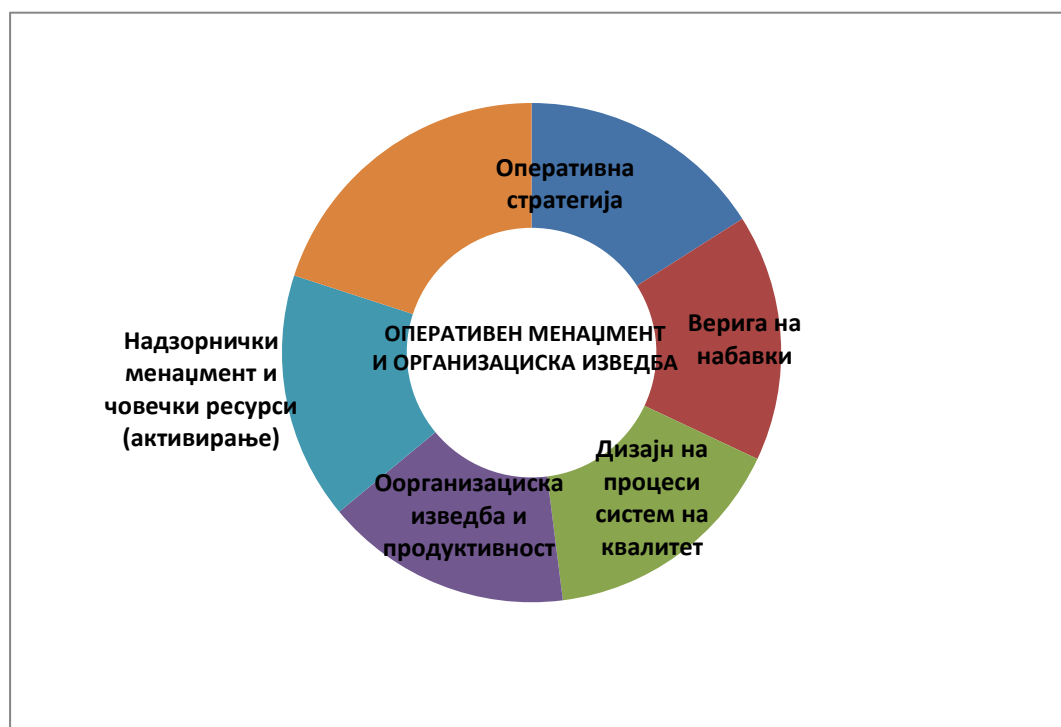 Оперативна
стратегија
Верига на
набавки
Дизајн на
процеси
систем на
квалитет
Оорганизациска
изведба и
продуктивност
Надзорнички
менаџмент и
човечки ресурси
(активирање)
ОПЕРАТИВЕН МЕНАЏМЕНТ
И ОРГАНИЗАЦИСКА ИЗВЕДБА